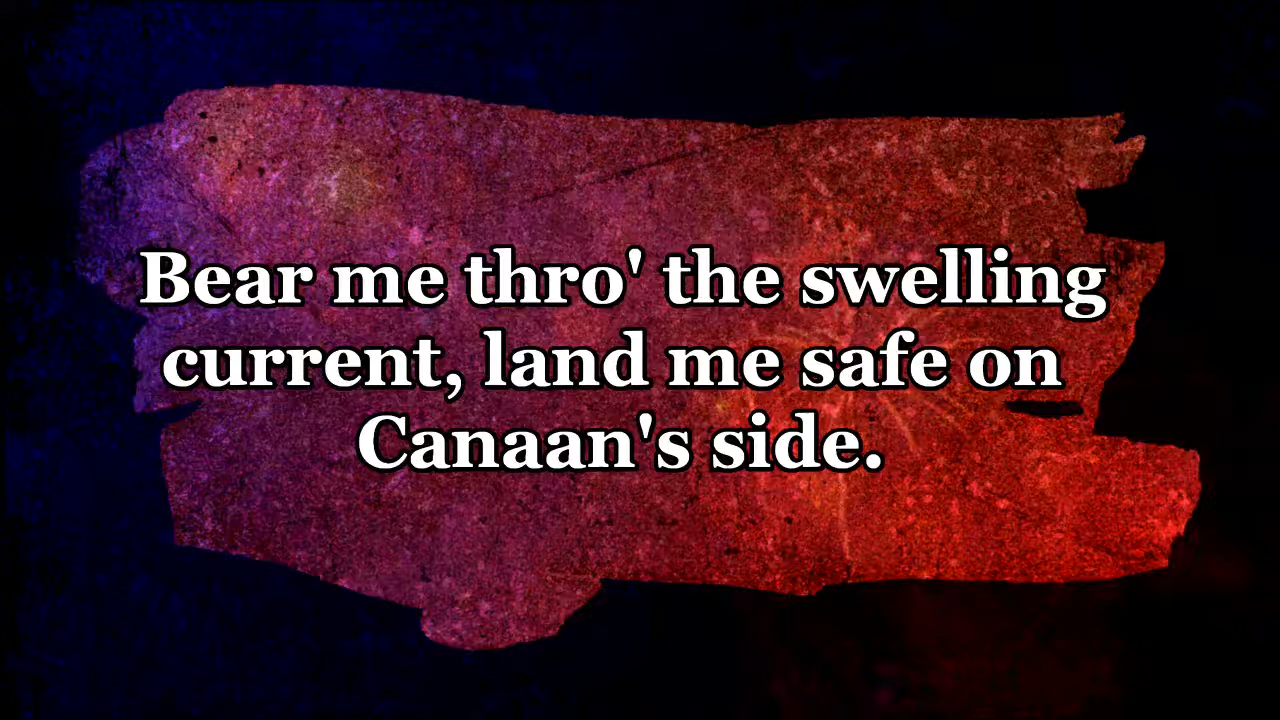 Bear me thro' the swelling
current, land me safe on
Canaan's side.